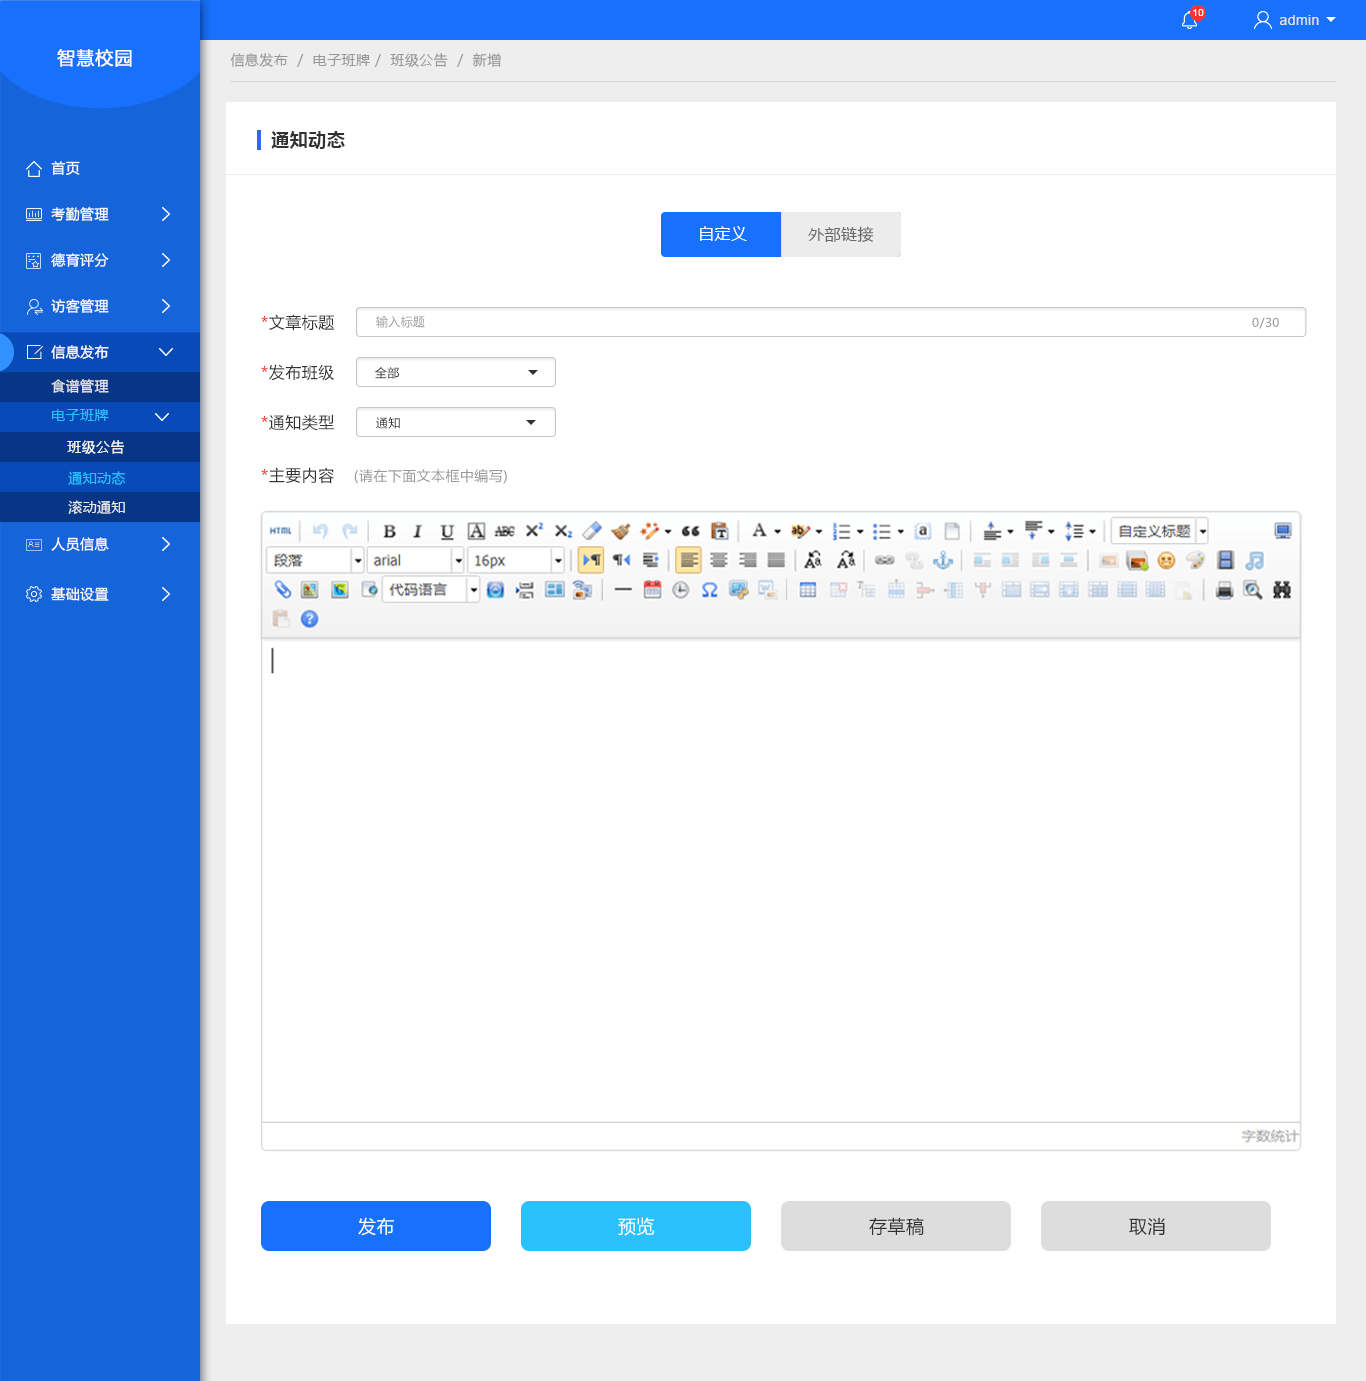 10
admin
智慧校园
信息发布 / 电子班牌 / 班级公告 / 新增
首页
考勤管理
德育评分
访客管理
信息发布
食谱管理
电子班牌
班级公告
通知动态
滚动通知
人员信息
基础设置
通知动态
自定义 外部链接
*文章标题 输入标题 0/30
*发布班级 全部
*通知类型 通知
*主要内容 (请在下面文本框中编写)
HTML B I U A ABC X² X₂ T A ab a 自定义标题
段落 arial 16px Aa Aa
代码语言 Ω
?
字数统计
发布 预览 存草稿 取消